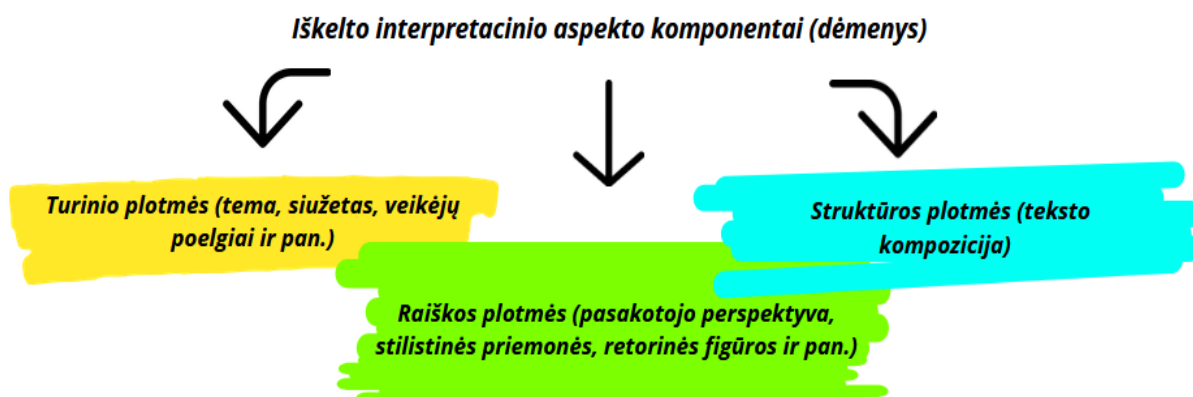 Iškelto interpretacinio aspekto komponentai (dėmenys)
Turinio plotmės (tema, siužetas, veikėjų
poelgiai ir pan.)
Raiškos plotmės (pasakotojo perspektyva,
stilistinės priemonės, retorinės figūros ir pan.)
Struktūros plotmės (teksto
kompozicija)